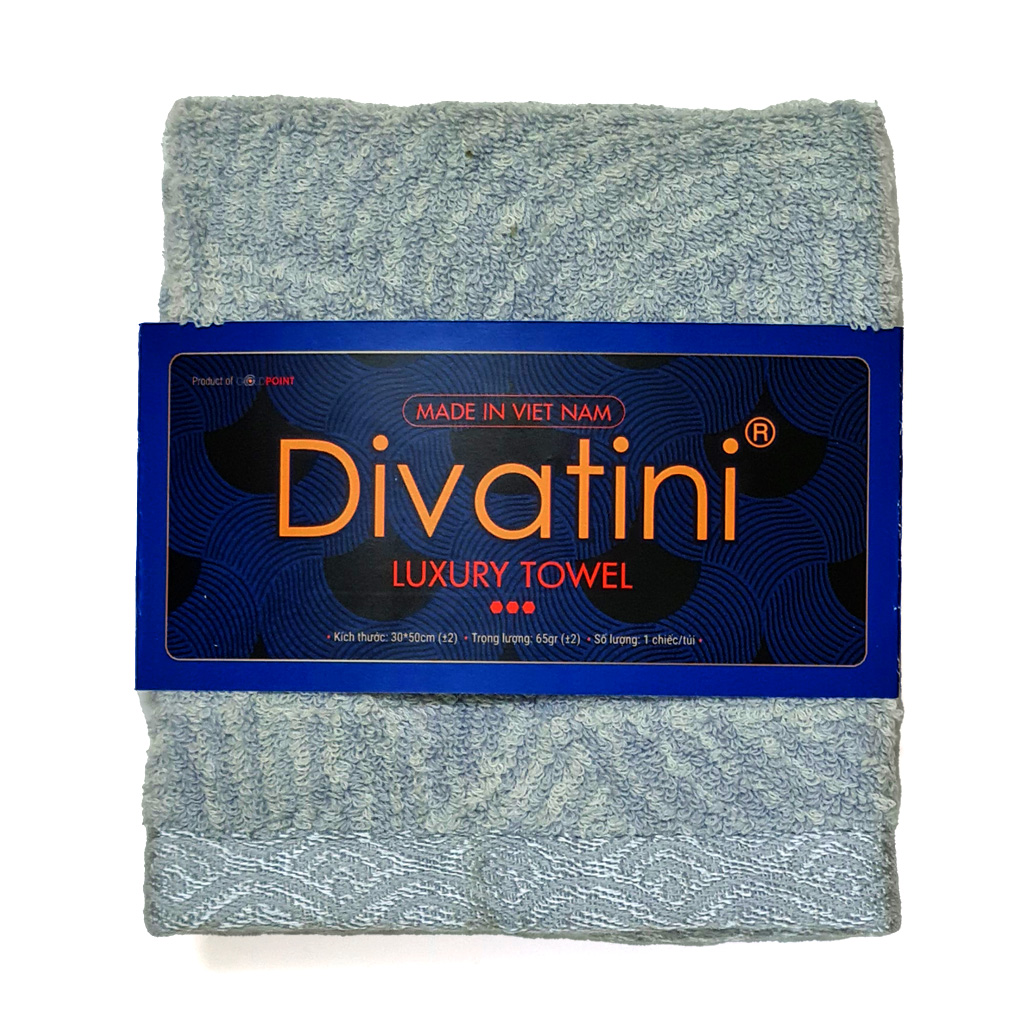 Product of GOLDPOINT
MADE IN VIET NAM
Divatini®
LUXURY TOWEL
• Kích thước: 30*50cm (±2) • Trọng lượng: 65gr (±2) • Số lượng: 1 chiếc/túi •